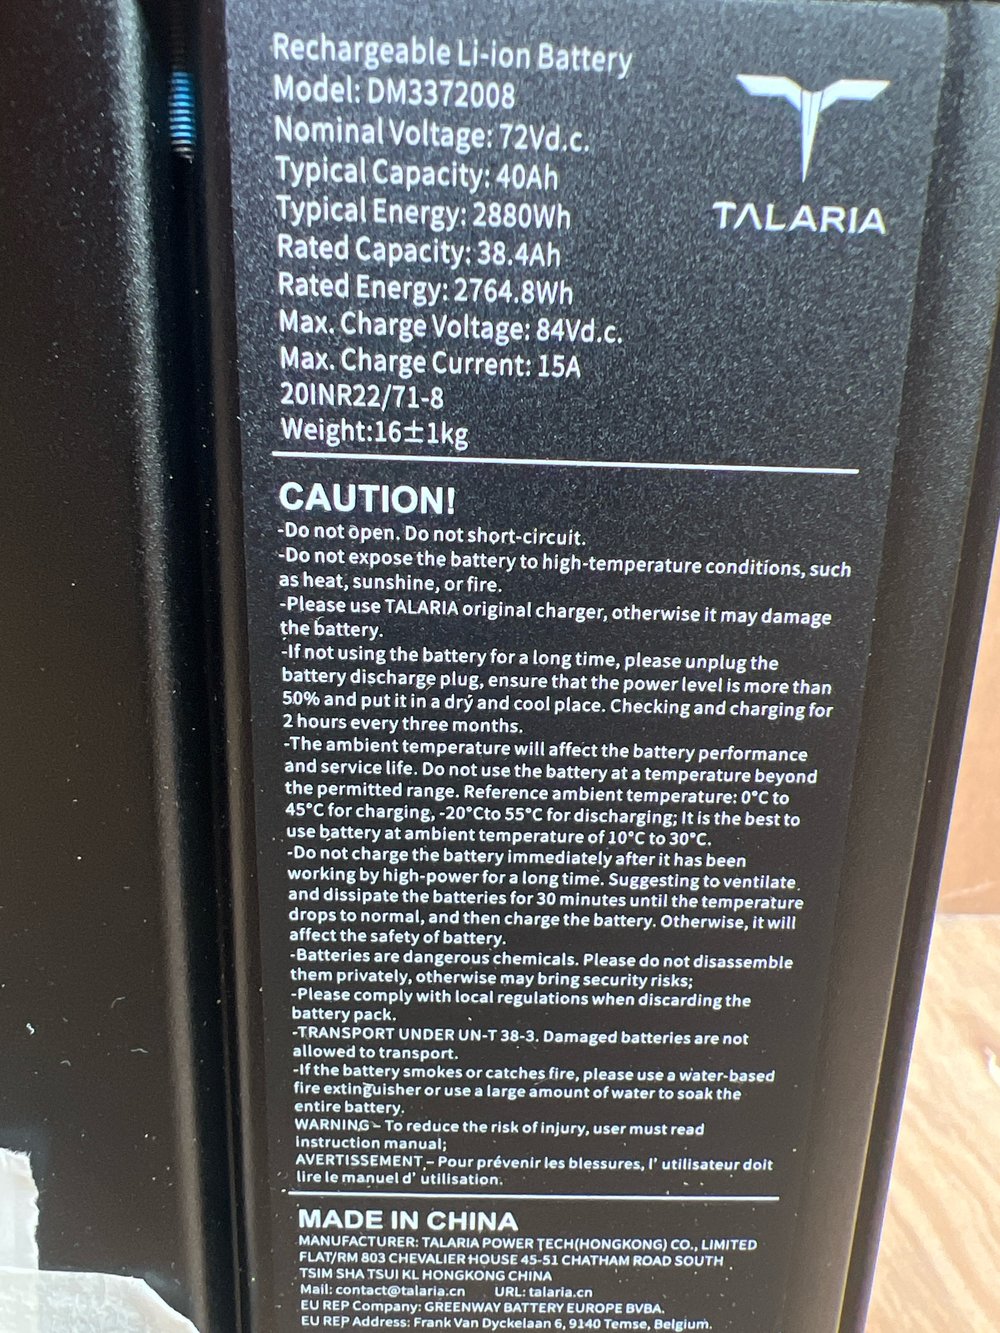 Rechargeable Li-ion Battery
Model: DM3372008
Nominal Voltage: 72Vd.c.
Typical Capacity: 40Ah
Typical Energy: 2880Wh
Rated Capacity: 38.4Ah
Rated Energy: 2764.8Wh
Max. Charge Voltage: 84Vd.c.
Max. Charge Current: 15A
20INR22/71-8
Weight:16±1kg
TALARIA
CAUTION!
-Do not open. Do not short-circuit.
-Do not expose the battery to high-temperature conditions, such
as heat, sunshine, or fire.
-Please use TALARIA original charger, otherwise it may damage
the battery.
-If not using the battery for a long time, please unplug the
battery discharge plug, ensure that the power level is more than
50% and put it in a dry and cool place. Checking and charging for
2 hours every three months.
-The ambient temperature will affect the battery performance
and service life. Do not use the battery at a temperature beyond
the permitted range. Reference ambient temperature: 0°C to
45°C for charging, -20°Cto 55°C for discharging; It is the best to
use battery at ambient temperature of 10°C to 30°C.
-Do not charge the battery immediately after it has been
working by high-power for a long time. Suggesting to ventilate
and dissipate the batteries for 30 minutes until the temperature
drops to normal, and then charge the battery. Otherwise, it will
affect the safety of battery.
-Batteries are dangerous chemicals. Please do not disassemble
them privately, otherwise may bring security risks;
-Please comply with local regulations when discarding the
battery pack.
-TRANSPORT UNDER UN-T 38-3. Damaged batteries are not
allowed to transport.
-If the battery smokes or catches fire, please use a water-based
fire extinguisher or use a large amount of water to soak the
entire battery.
WARNING – To reduce the risk of injury, user must read
instruction manual;
AVERTISSEMENT – Pour prévenir les blessures, l' utilisateur doit
lire le manuel d' utilisation.
MADE IN CHINA
MANUFACTURER: TALARIA POWER TECH(HONGKONG) CO., LIMITED
FLAT/RM 803 CHEVALIER HOUSE 45-51 CHATHAM ROAD SOUTH
TSIM SHA TSUI KL HONGKONG CHINA
Mail: contact@talaria.cn URL: talaria.cn
EU REP Company: GREENWAY BATTERY EUROPE BVBA.
EU REP Address: Frank Van Dyckelaan 6, 9140 Temse, Belgium.